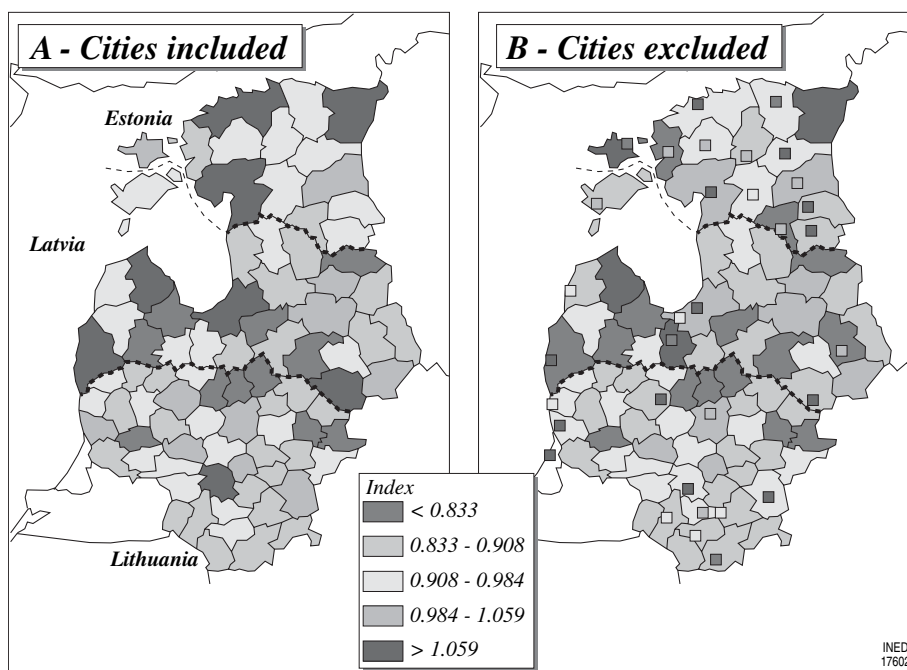 A - Cities included
B - Cities excluded
Estonia
Latvia
Lithuania
Index
< 0.833
0.833 - 0.908
0.908 - 0.984
0.984 - 1.059
> 1.059
INED
17602